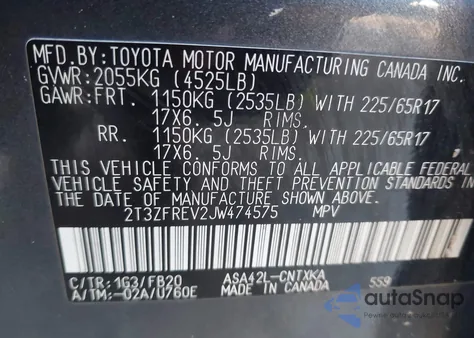 MFD.BY:TOYOTA MOTOR MANUFACTURING CANADA INC.
GVWR:2055KG (4525LB)
GAWR:FRT. 1150KG (2535LB) WITH 225/65R17
17X6.5J RIMS.
RR. 1150KG (2535LB) WITH 225/65R17
17X6.5J RIMS.
THIS VEHICLE CONFORMS TO ALL APPLICABLE FEDERAL
VEHICLE SAFETY AND THEFT PREVENTION STANDARDS IN
THE DATE OF MANUFACTURE SHOWN ABOVE.
2T3ZFREV2JW474575 MPV
C/TR:1G3/FB20 ASA42L-CNTXKA 559
A/TM:-02A/0760E MADE IN CANADA
autoSnap